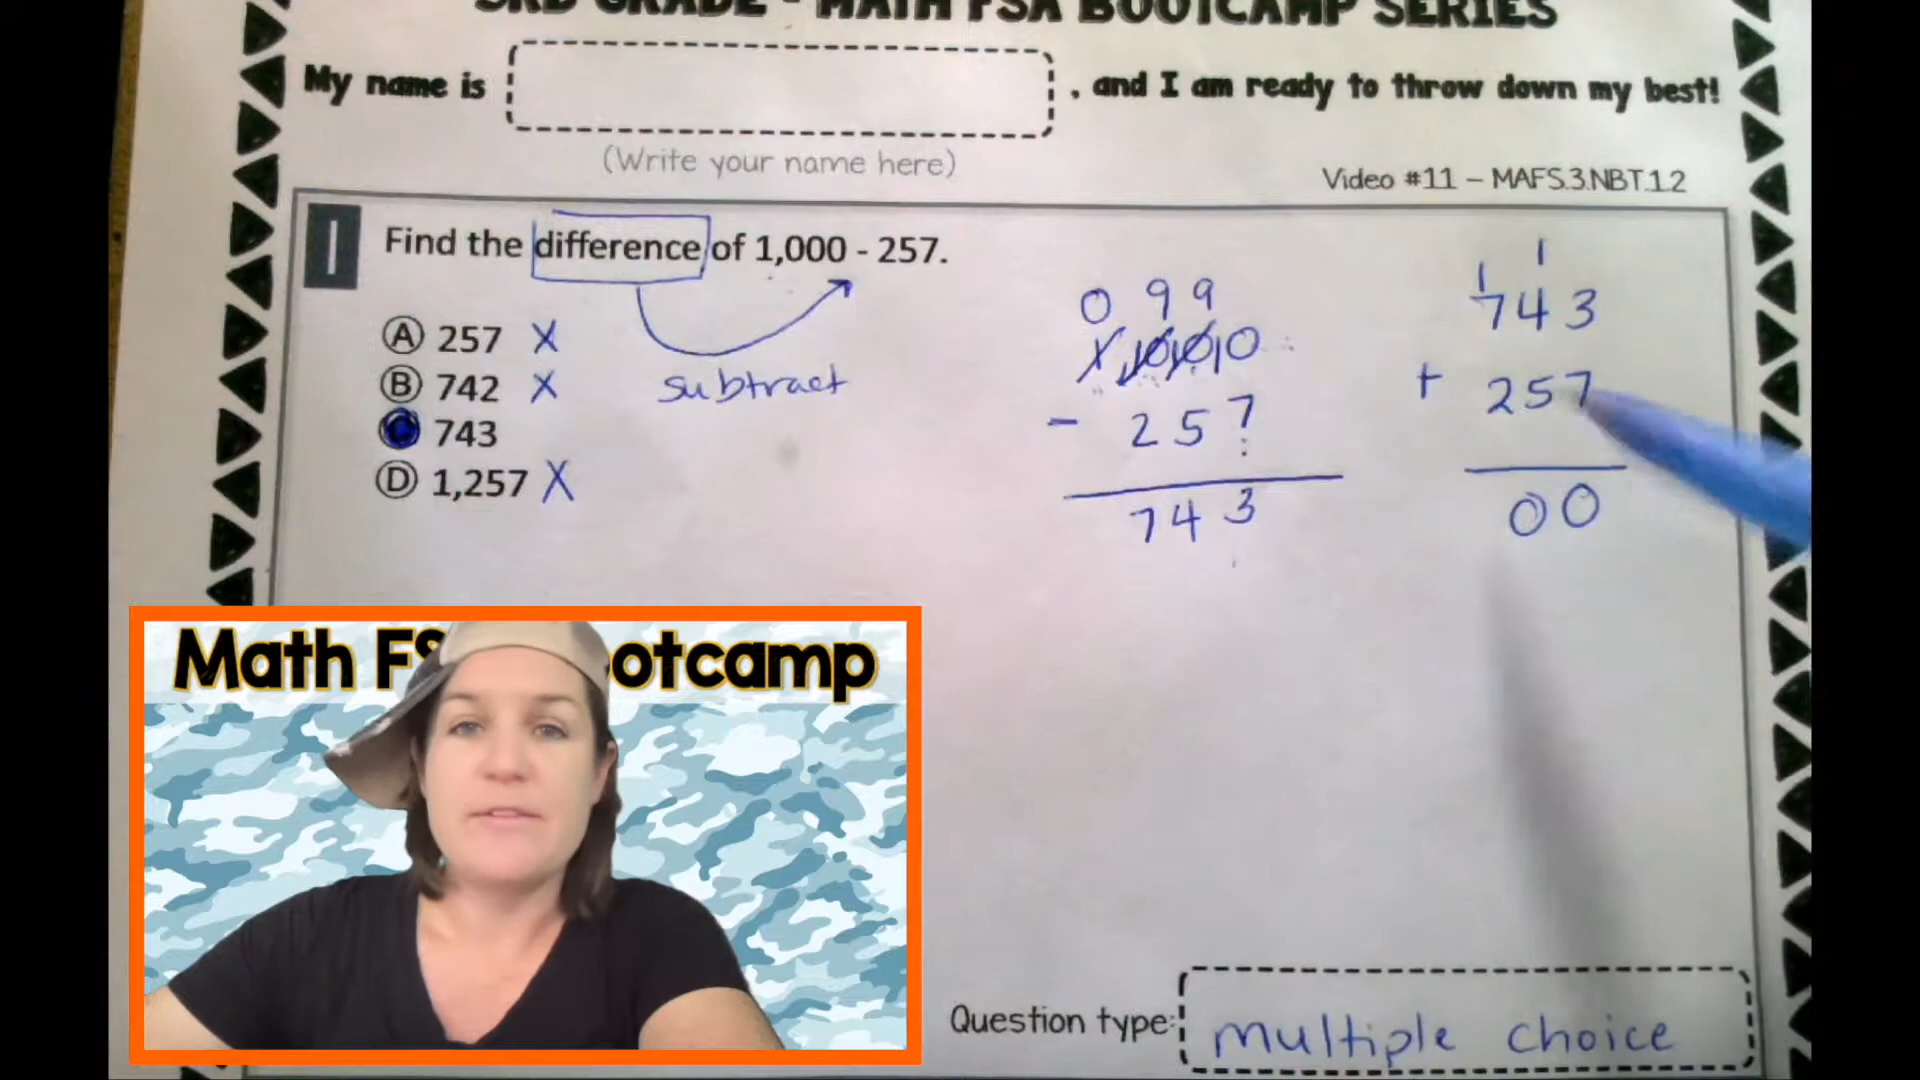 3RD GRADE - MATH FSA BOOTCAMP SERIES
My name is , and I am ready to throw down my best!
(Write your name here)
Video #11 – MAFS.3.NBT.1.2
1 Find the difference of 1,000 - 257.
A 257 X
B 742 X
743
D 1,257 X
subtract
0 9 9
1 10 10 10
- 257
743
1 1
743
+ 257
00
Math FS otcamp
Question type: multiple choice